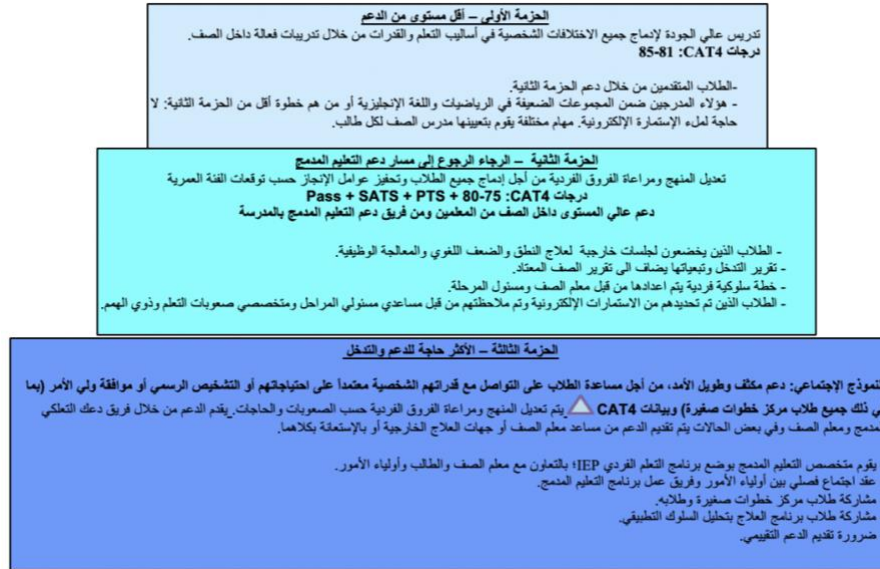 الحزمة الأولى – أقل مستوى من الدعم
تدريس عالي الجودة لإدماج جميع الاختلافات الشخصية في أساليب التعلم والقدرات من خلال تدريبات فعالة داخل الصف.
درجات CAT4: 85-81
-الطلاب المتقدمين من خلال دعم الحزمة الثانية.
- هؤلاء المدرجين ضمن المجموعات الضعيفة في الرياضيات واللغة الإنجليزية أو من هم خطوة أقل من الحزمة الثانية: لا
حاجة لملء الإستمارة الإلكترونية. مهام مختلفة يقوم بتعيينها مدرس الصف لكل طالب.
الحزمة الثانية – الرجاء الرجوع إلى مسار دعم التعليم المدمج
تعديل المنهج ومراعاة الفروق الفردية من أجل إدماج جميع الطلاب وتحفيز عوامل الإنجاز حسب توقعات الفئة العمرية
درجات CAT4: 80-75 + Pass + SATS + PTS
دعم عالي المستوى داخل الصف من المعلمين ومن فريق دعم التعليم المدمج بالمدرسة
- الطلاب الذين يخضعون لجلسات خارجية لعلاج النطق والضعف اللغوي والمعالجة الوظيفية.
- تقرير التدخل وتبعياتها يضاف الى تقرير الصف المعتاد.
- خطة سلوكية فردية يتم اعدادها من قبل معلم الصف ومسئول المرحلة.
- الطلاب الذين تم تحديدهم من الاستمارات الإلكترونية وتم ملاحظتهم من قبل مساعدي مسئولي المراحل ومتخصصي صعوبات التعلم وذوي الهمم.
الحزمة الثالثة – الأكثر حاجة للدعم والتدخل
لنموذج الإجتماعي: دعم مكثف وطويل الأمد، من أجل مساعدة الطلاب على التواصل مع قدراتهم الشخصية معتمداً على احتياجاتهم أو التشخيص الرسمي أو موافقة ولي الأمر (بما
ي ذلك جميع طلاب مركز خطوات صغيرة) وبيانات CAT4 يتم تعديل المنهج ومراعاة الفروق الفردية حسب الصعوبات والحاجات. يقدم الدعم من خلال فريق دعك التعلكي
لمدمج ومعلم الصف وفي بعض الحالات يتم تقديم الدعم من مساعد معلم الصف أو جهات العلاج الخارجية أو بالإستعانة بكلاهما.
يقوم متخصص التعليم المدمج بوضع برنامج التعلم الفردي IEP؛ بالتعاون مع معلم الصف والطالب وأولياء الأمور.
عقد اجتماع فصلي بين أولياء الأمور وفريق عمل برنامج التعليم المدمج.
مشاركة طلاب مركز خطوات صغيرة وطلابه.
مشاركة طلاب برنامج العلاج بتحليل السلوك التطبيقي.
ضرورة تقديم الدعم التقييمي.